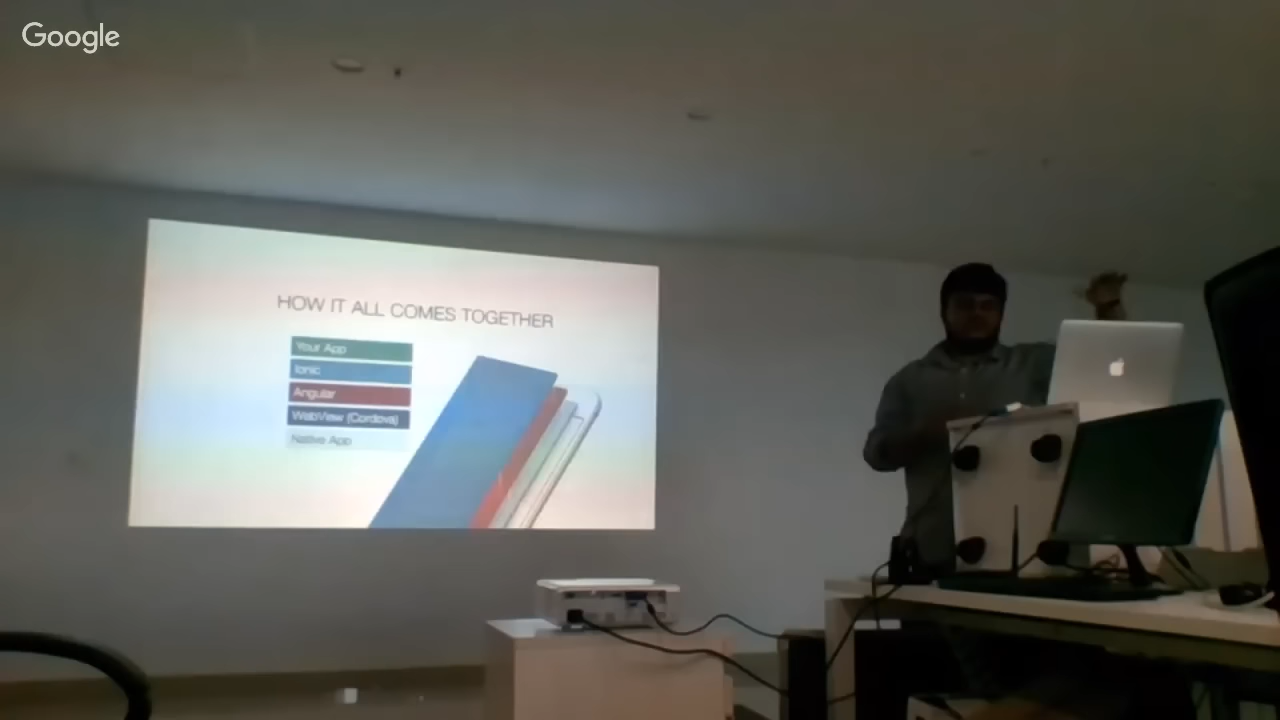 Google
HOW IT ALL COMES TOGETHER
Your App
Ionic
Angular
WebView (Cordova)
Native App